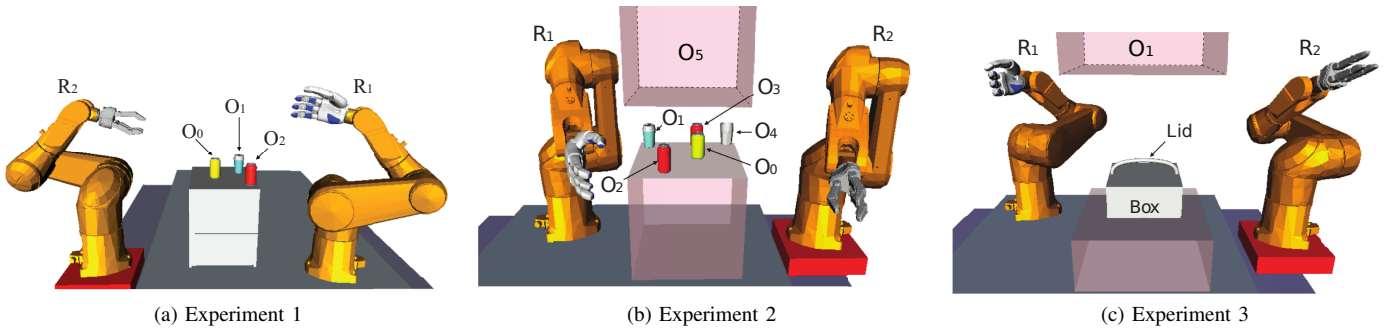 R2
O0
O1
O2
R1
(a) Experiment 1
R1
O5
R2
O3
O1
O4
O2
O0
(b) Experiment 2
R1
O1
R2
Lid
Box
(c) Experiment 3